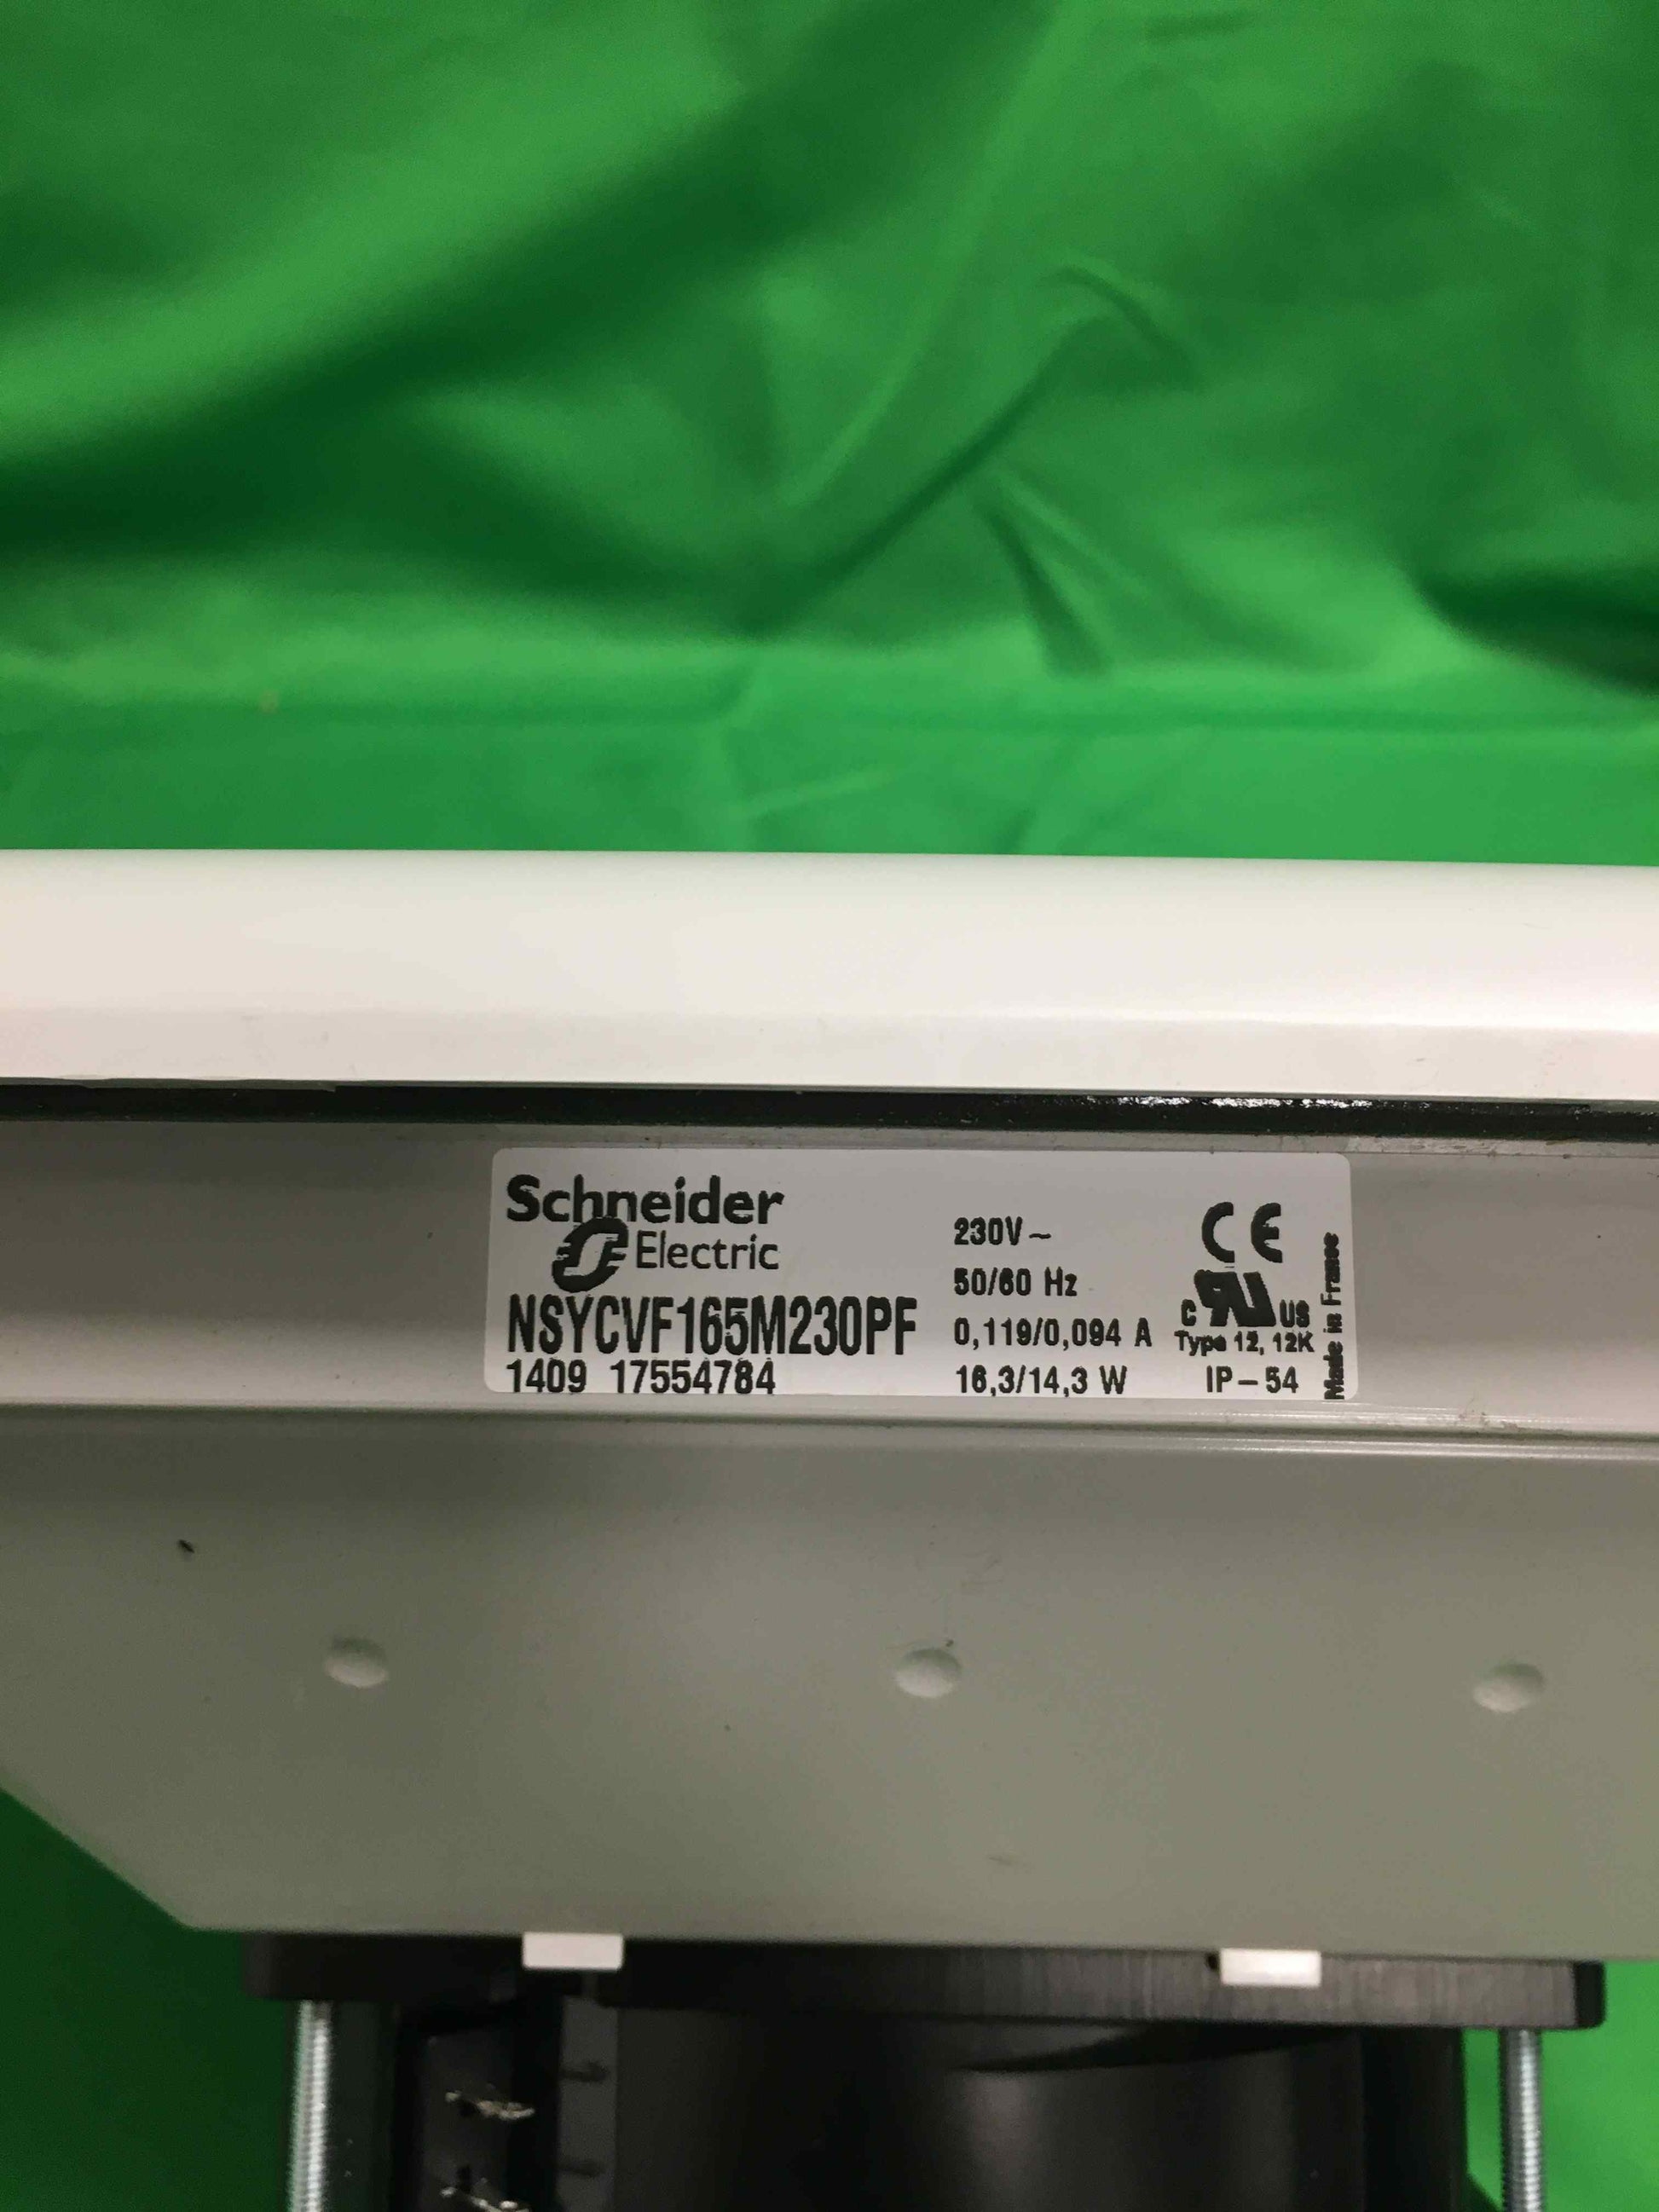 Schneider
Electric
NSYCVF165M230PF
1409 17554784
230V~
50/60 Hz
0,119/0,094 A
16,3/14,3 W
CE
C RU US
Type 12, 12K
IP-54
Made in France